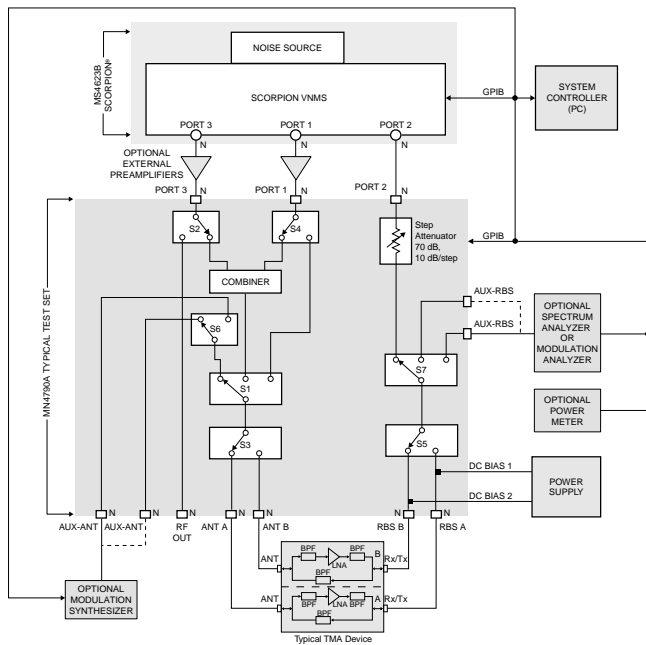 NOISE SOURCE
MS4623B
SCORPION®
SCORPION VNMS
GPIB
SYSTEM
CONTROLLER
(PC)
PORT 3
PORT 1
PORT 2
N
N
N
OPTIONAL
EXTERNAL
PREAMPLIFIERS
PORT 3
N
PORT 1
N
PORT 2
N
MN4790A TYPICAL TEST SET
S2
S4
Step
Attenuator
70 dB,
10 dB/step
GPIB
COMBINER
AUX-RBS
S6
AUX-RBS
OPTIONAL
SPECTRUM
ANALYZER
OR
MODULATION
ANALYZER
S7
S1
OPTIONAL
POWER
METER
S3
S5
DC BIAS 1
POWER
SUPPLY
DC BIAS 2
N
N
N
N
N
N
N
AUX-ANT
AUX-ANT
RF
OUT
ANT A
ANT B
RBS B
RBS A
OPTIONAL
MODULATION
SYNTHESIZER
ANT
BPF
LNA
BPF
B
Rx/Tx
BPF
ANT
BPF
LNA
BPF
A
Rx/Tx
BPF
Typical TMA Device